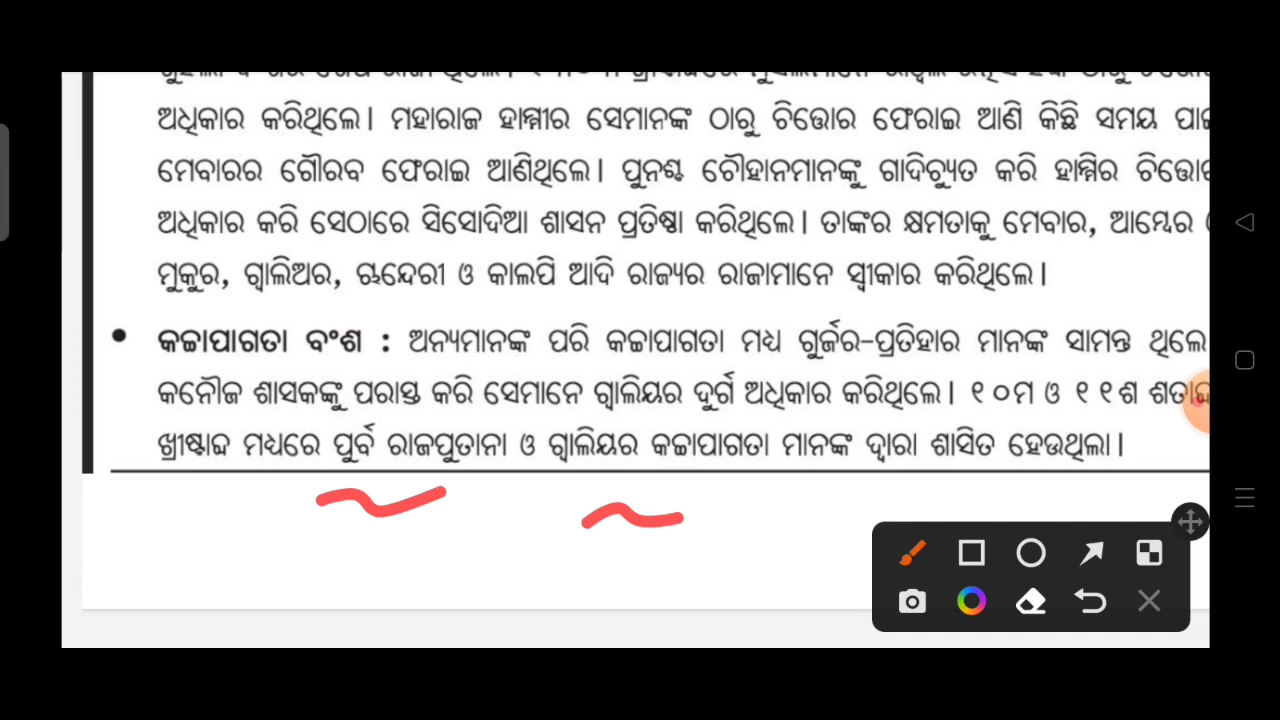 ଅଧିକାର କରିଥିଲେ। ମହାରାଜ ହାମ୍ମୀର ସେମାନଙ୍କ ଠାରୁ ଚିତ୍ତୋର ଫେରାଇ ଆଣି କିଛି ସମୟ
ମେବାରର ଗୌରବ ଫେରାଇ ଆଣିଥିଲେ। ପୁନଶ୍ଚ ଚୌହାନମାନଙ୍କୁ ଗାଦିଚ୍ୟୁତ କରି ହାମ୍ମିର
ଅଧିକାର କରି ସେଠାରେ ସିସୋଦିଆ ଶାସନ ପ୍ରତିଷ୍ଠା କରିଥିଲେ। ତାଙ୍କର କ୍ଷମତାକୁ ମେବାର, ଆମ୍ବେର
ମୁକୁର, ଗ୍ୱାଲିଅର, ଋନ୍ଦେରୀ ଓ କାଲପି ଆଦି ରାଜ୍ୟର ରାଜାମାନେ ସ୍ୱୀକାର କରିଥିଲେ।
• କଚ୍ଚାପାଗତା ବଂଶ : ଅନ୍ୟମାନଙ୍କ ପରି କଚ୍ଚାପାଗତା ମଧ୍ୟ ଗୁର୍ଜର-ପ୍ରତିହାର ମାନଙ୍କ ସାମନ୍ତ ଥିଲେ
କନୌଜ ଶାସକଙ୍କୁ ପରାସ୍ତ କରି ସେମାନେ ଗ୍ୱାଲିୟର ଦୁର୍ଗ ଅଧିକାର କରିଥିଲେ। ୧୦ମ ଓ ୧୧ଶ
ଖ୍ରୀଷ୍ଟାବ୍ଦ ମଧ୍ୟରେ ପୁର୍ବ ରାଜପୁତାନା ଓ ଗ୍ୱାଲିୟର କଚ୍ଚାପାଗତା ମାନଙ୍କ ଦ୍ୱାରା ଶାସିତ ହେଉଥିଲା।